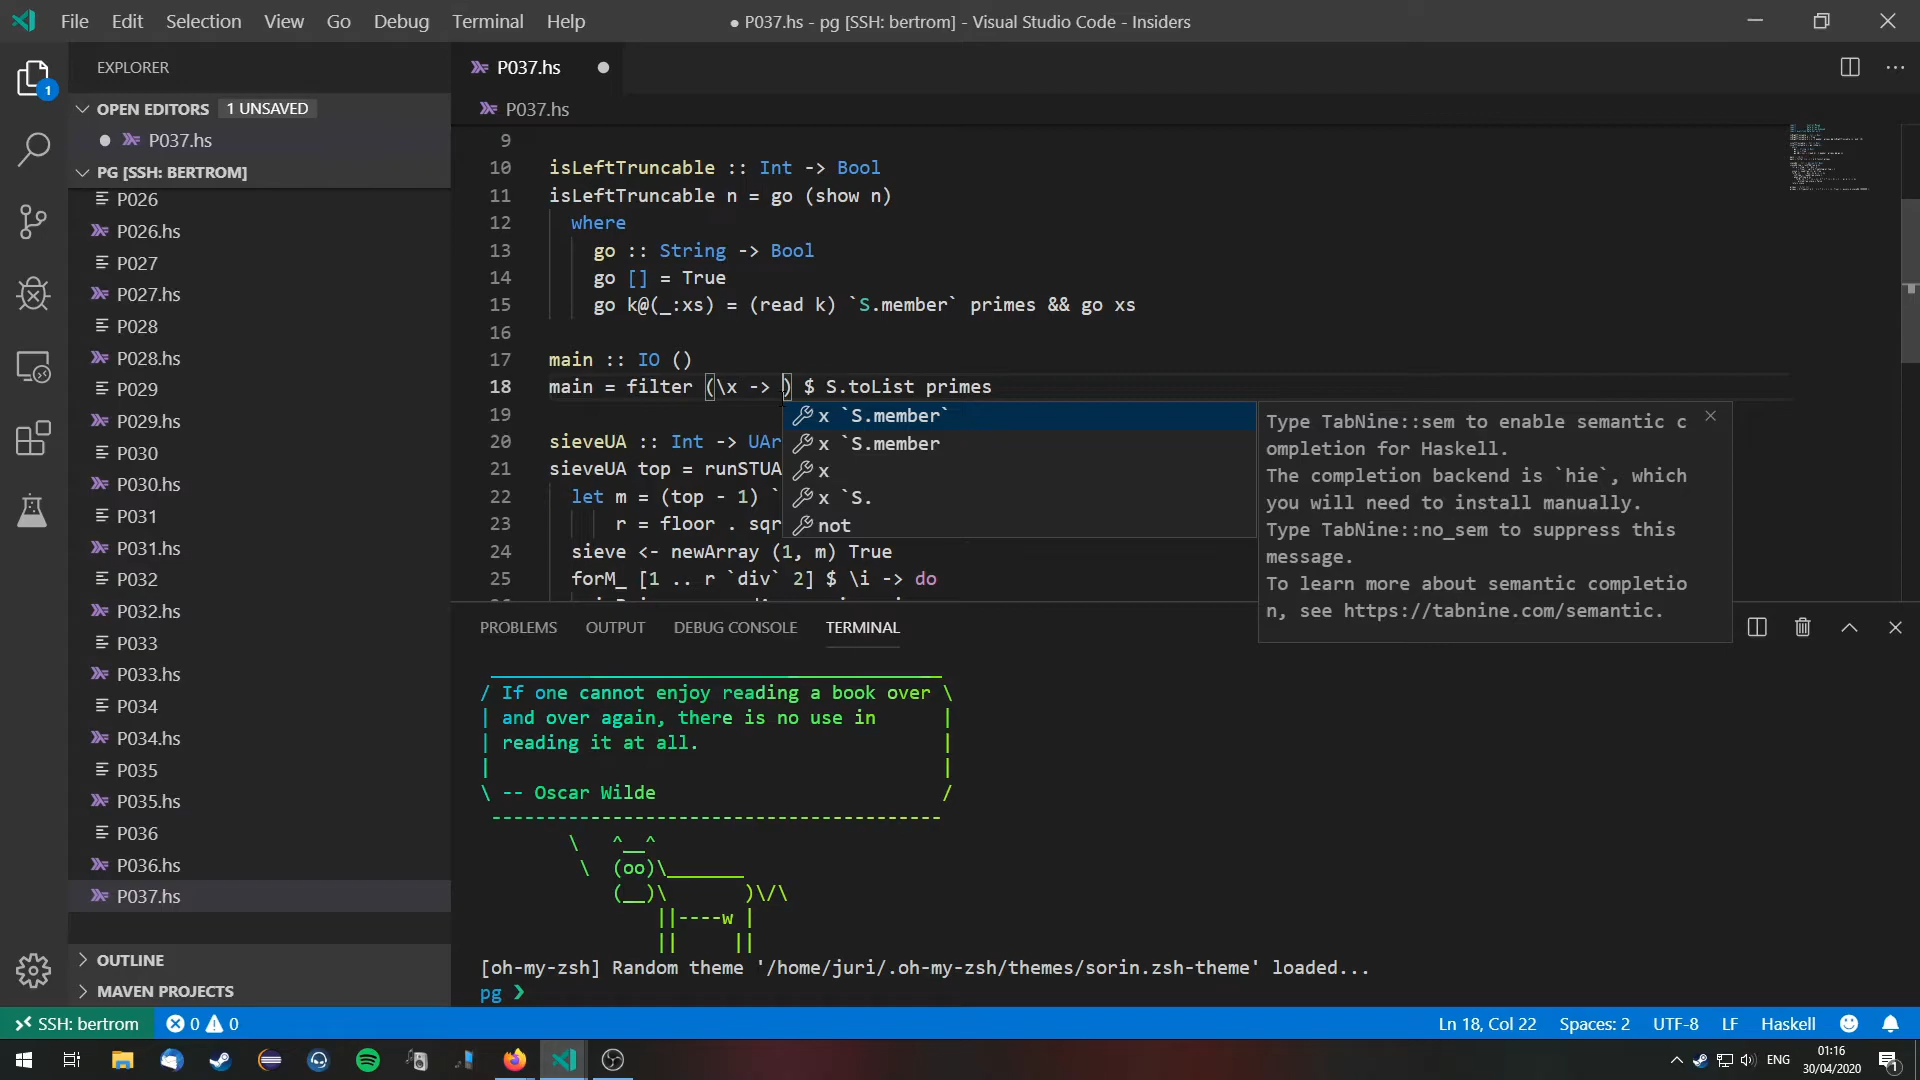 File Edit Selection View Go Debug Terminal Help
● P037.hs - pg [SSH: bertrom] - Visual Studio Code - Insiders
EXPLORER
1
OPEN EDITORS 1 UNSAVED
P037.hs
PG [SSH: BERTROM]
P026
P026.hs
P027
P027.hs
P028
P028.hs
P029
P029.hs
P030
P030.hs
P031
P031.hs
P032
P032.hs
P033
P033.hs
P034
P034.hs
P035
P035.hs
P036
P036.hs
P037.hs
OUTLINE
MAVEN PROJECTS
P037.hs
P037.hs
9
10 isLeftTruncable :: Int -> Bool
11 isLeftTruncable n = go (show n)
12 where
13 go :: String -> Bool
14 go [] = True
15 go k@(_:xs) = (read k) `S.member` primes && go xs
16
17 main :: IO ()
18 main = filter (\x -> ) $ S.toList primes
19
20 sieveUA :: Int -> UAr
21 sieveUA top = runSTUA
22 let m = (top - 1) `
23 r = floor . sqr
24 sieve <- newArray (1, m) True
25 forM_ [1 .. r `div` 2] $ \i -> do
x `S.member`
x `S.member
x
x `S.
not
Type TabNine::sem to enable semantic c
ompletion for Haskell.
The completion backend is `hie`, which
you will need to install manually.
Type TabNine::no_sem to suppress this
message.
To learn more about semantic completio
n, see https://tabnine.com/semantic.
PROBLEMS OUTPUT DEBUG CONSOLE TERMINAL
/ If one cannot enjoy reading a book over \
| and over again, there is no use in |
| reading it at all. |
| |
\ -- Oscar Wilde /
-----------------------------------------
\ ^__^
\ (oo)\_______
(__)\ )\/\
||----w |
|| ||
[oh-my-zsh] Random theme '/home/juri/.oh-my-zsh/themes/sorin.zsh-theme' loaded...
pg ❯
SSH: bertrom 0 0 Ln 18, Col 22 Spaces: 2 UTF-8 LF Haskell
ENG 01:16
30/04/2020
1